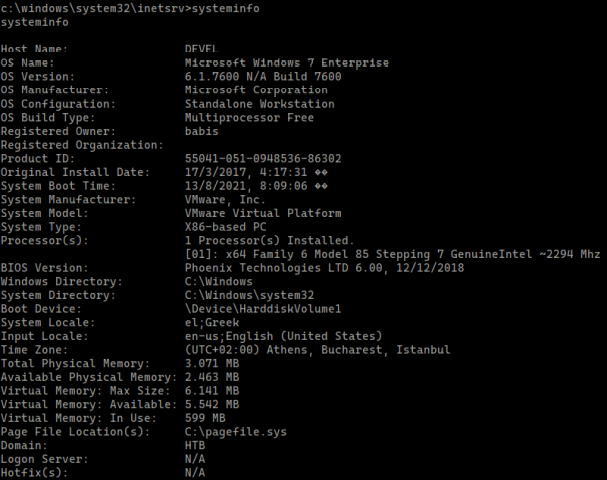 c:\windows\system32\inetsrv>systeminfo
systeminfo

Host Name:                 DEVEL
OS Name:                   Microsoft Windows 7 Enterprise
OS Version:                6.1.7600 N/A Build 7600
OS Manufacturer:           Microsoft Corporation
OS Configuration:          Standalone Workstation
OS Build Type:             Multiprocessor Free
Registered Owner:          babis
Registered Organization:
Product ID:                55041-051-0948536-86302
Original Install Date:     17/3/2017, 4:17:31 ��
System Boot Time:          13/8/2021, 8:09:06 ��
System Manufacturer:       VMware, Inc.
System Model:              VMware Virtual Platform
System Type:               X86-based PC
Processor(s):              1 Processor(s) Installed.
                           [01]: x64 Family 6 Model 85 Stepping 7 GenuineIntel ~2294 Mhz
BIOS Version:              Phoenix Technologies LTD 6.00, 12/12/2018
Windows Directory:         C:\Windows
System Directory:          C:\Windows\system32
Boot Device:               \Device\HarddiskVolume1
System Locale:             el;Greek
Input Locale:              en-us;English (United States)
Time Zone:                 (UTC+02:00) Athens, Bucharest, Istanbul
Total Physical Memory:     3.071 MB
Available Physical Memory: 2.463 MB
Virtual Memory: Max Size:  6.141 MB
Virtual Memory: Available: 5.542 MB
Virtual Memory: In Use:    599 MB
Page File Location(s):     C:\pagefile.sys
Domain:                    HTB
Logon Server:              N/A
Hotfix(s):                 N/A